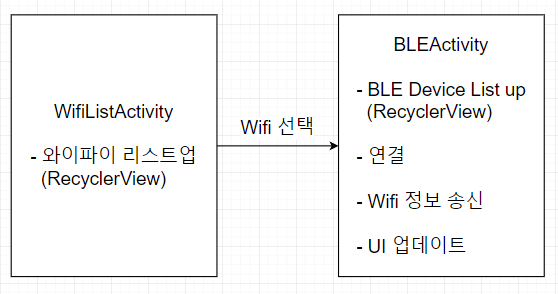 WifiListActivity
- 와이파이 리스트업
(RecyclerView)
Wifi 선택
BLEActivity
- BLE Device List up
(RecyclerView)
- 연결
- Wifi 정보 송신
- UI 업데이트